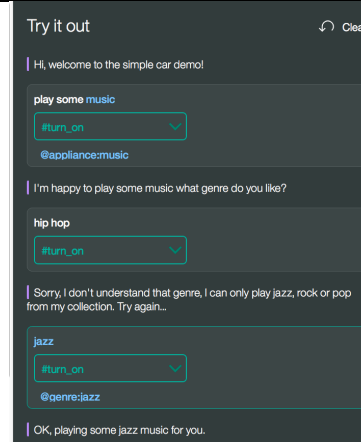 Try it out
Clea
Hi, welcome to the simple car demo!
play some music
#turn_on
@appliance:music
I'm happy to play some music what genre do you like?
hip hop
#turn_on
Sorry, I don't understand that genre, I can only play jazz, rock or pop
from my collection. Try again...
jazz
#turn_on
@genre:jazz
OK, playing some jazz music for you.